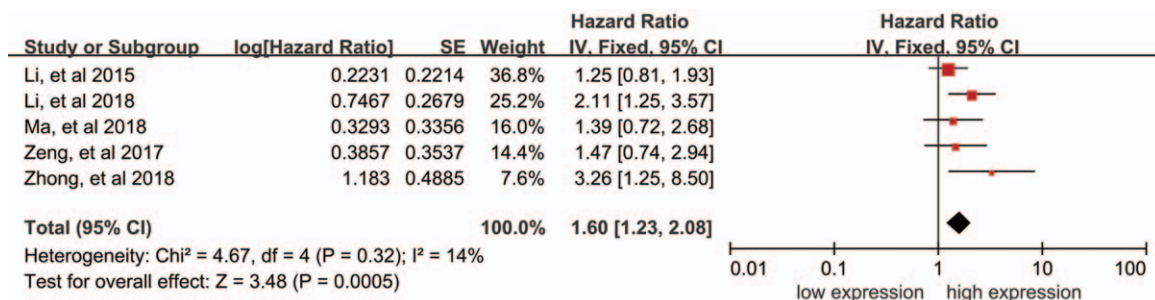 Hazard Ratio Hazard Ratio
Study or Subgroup log[Hazard Ratio] SE Weight IV, Fixed, 95% CI IV, Fixed, 95% CI
Li, et al 2015 0.2231 0.2214 36.8% 1.25 [0.81, 1.93]
Li, et al 2018 0.7467 0.2679 25.2% 2.11 [1.25, 3.57]
Ma, et al 2018 0.3293 0.3356 16.0% 1.39 [0.72, 2.68]
Zeng, et al 2017 0.3857 0.3537 14.4% 1.47 [0.74, 2.94]
Zhong, et al 2018 1.183 0.4885 7.6% 3.26 [1.25, 8.50]
Total (95% CI) 100.0% 1.60 [1.23, 2.08]
Heterogeneity: Chi² = 4.67, df = 4 (P = 0.32); I² = 14%
Test for overall effect: Z = 3.48 (P = 0.0005)
0.01 0.1 1 10 100
low expression high expression